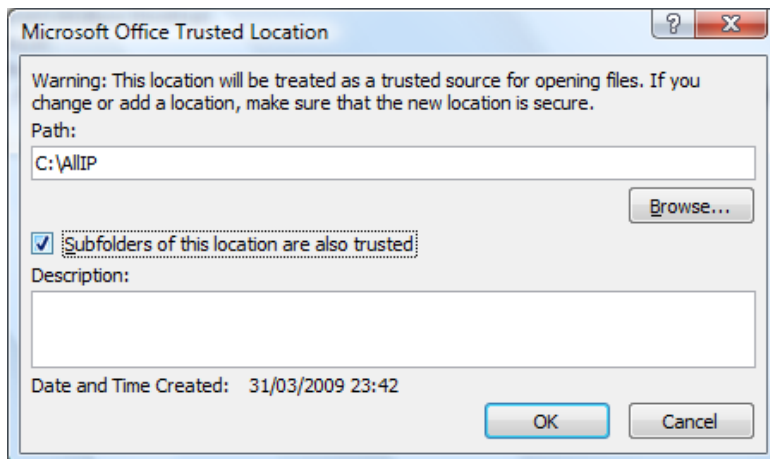 Microsoft Office Trusted Location
Warning: This location will be treated as a trusted source for opening files. If you
change or add a location, make sure that the new location is secure.
Path:
C:\AllIP
Browse...
Subfolders of this location are also trusted
Description:
Date and Time Created: 31/03/2009 23:42
OK Cancel